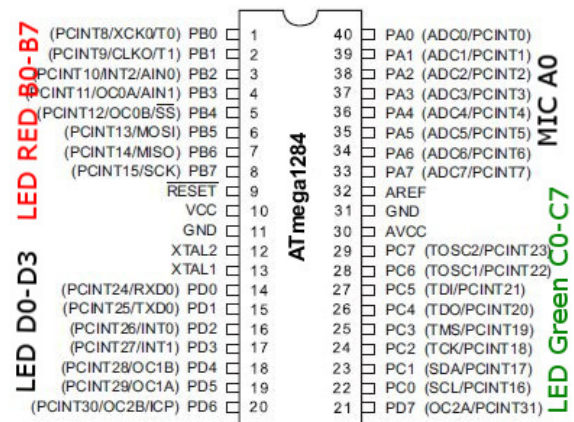 (PCINT8/XCK0/T0) PB0 1
(PCINT9/CLKO/T1) PB1 2
PCINT10/INT2/AIN0) PB2 3
PCINT11/OC0A/AIN1) PB3 4
(PCINT12/OC0B/SS) PB4 5
(PCINT13/MOSI) PB5 6
(PCINT14/MISO) PB6 7
(PCINT15/SCK) PB7 8
RESET 9
VCC 10
GND 11
XTAL2 12
XTAL1 13
(PCINT24/RXD0) PD0 14
(PCINT25/TXD0) PD1 15
(PCINT26/INT0) PD2 16
(PCINT27/INT1) PD3 17
(PCINT28/OC1B) PD4 18
(PCINT29/OC1A) PD5 19
(PCINT30/OC2B/ICP) PD6 20
LED RED B0-B7
LED D0-D3
ATmega1284
40 PA0 (ADC0/PCINT0)
39 PA1 (ADC1/PCINT1)
38 PA2 (ADC2/PCINT2)
37 PA3 (ADC3/PCINT3)
36 PA4 (ADC4/PCINT4)
35 PA5 (ADC5/PCINT5)
34 PA6 (ADC6/PCINT6)
33 PA7 (ADC7/PCINT7)
32 AREF
31 GND
30 AVCC
29 PC7 (TOSC2/PCINT23)
28 PC6 (TOSC1/PCINT22)
27 PC5 (TDI/PCINT21)
26 PC4 (TDO/PCINT20)
25 PC3 (TMS/PCINT19)
24 PC2 (TCK/PCINT18)
23 PC1 (SDA/PCINT17)
22 PC0 (SCL/PCINT16)
21 PD7 (OC2A/PCINT31)
MIC A0
LED Green C0-C7